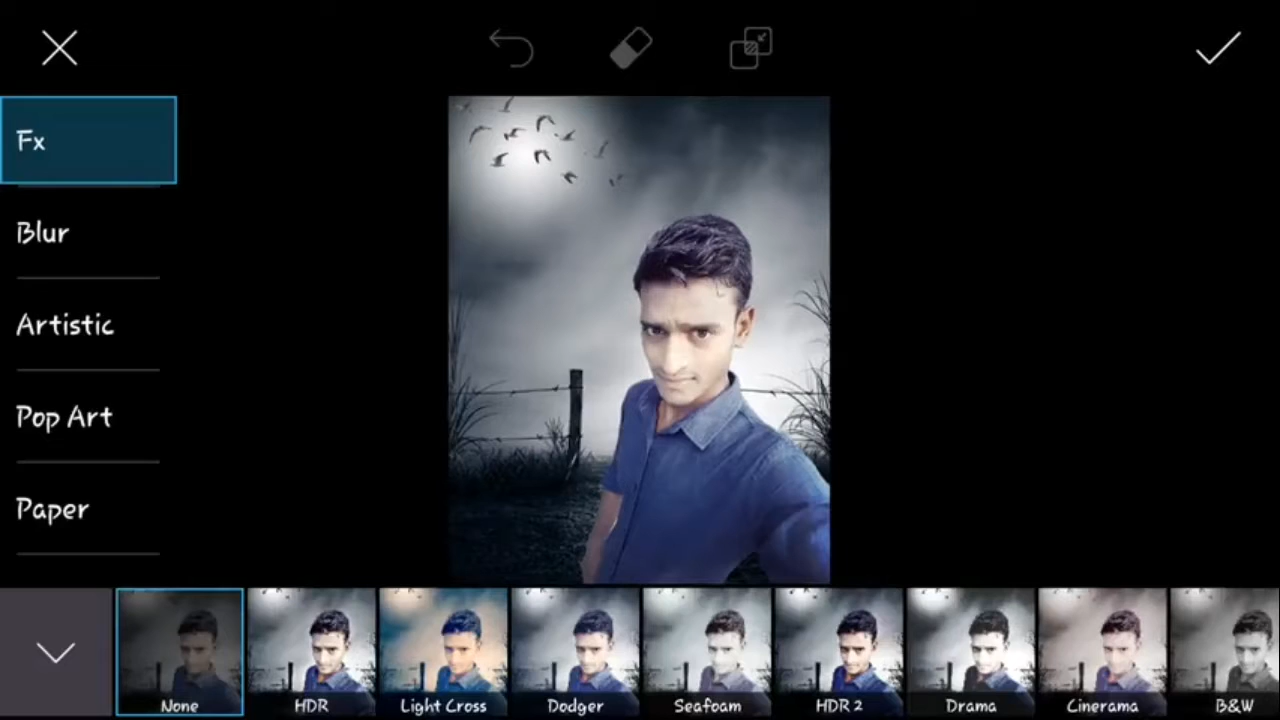 Fx
Blur
Artistic
Pop Art
Paper
None
HDR
Light Cross
Dodger
Seafoam
HDR 2
Drama
Cinerama
B&W